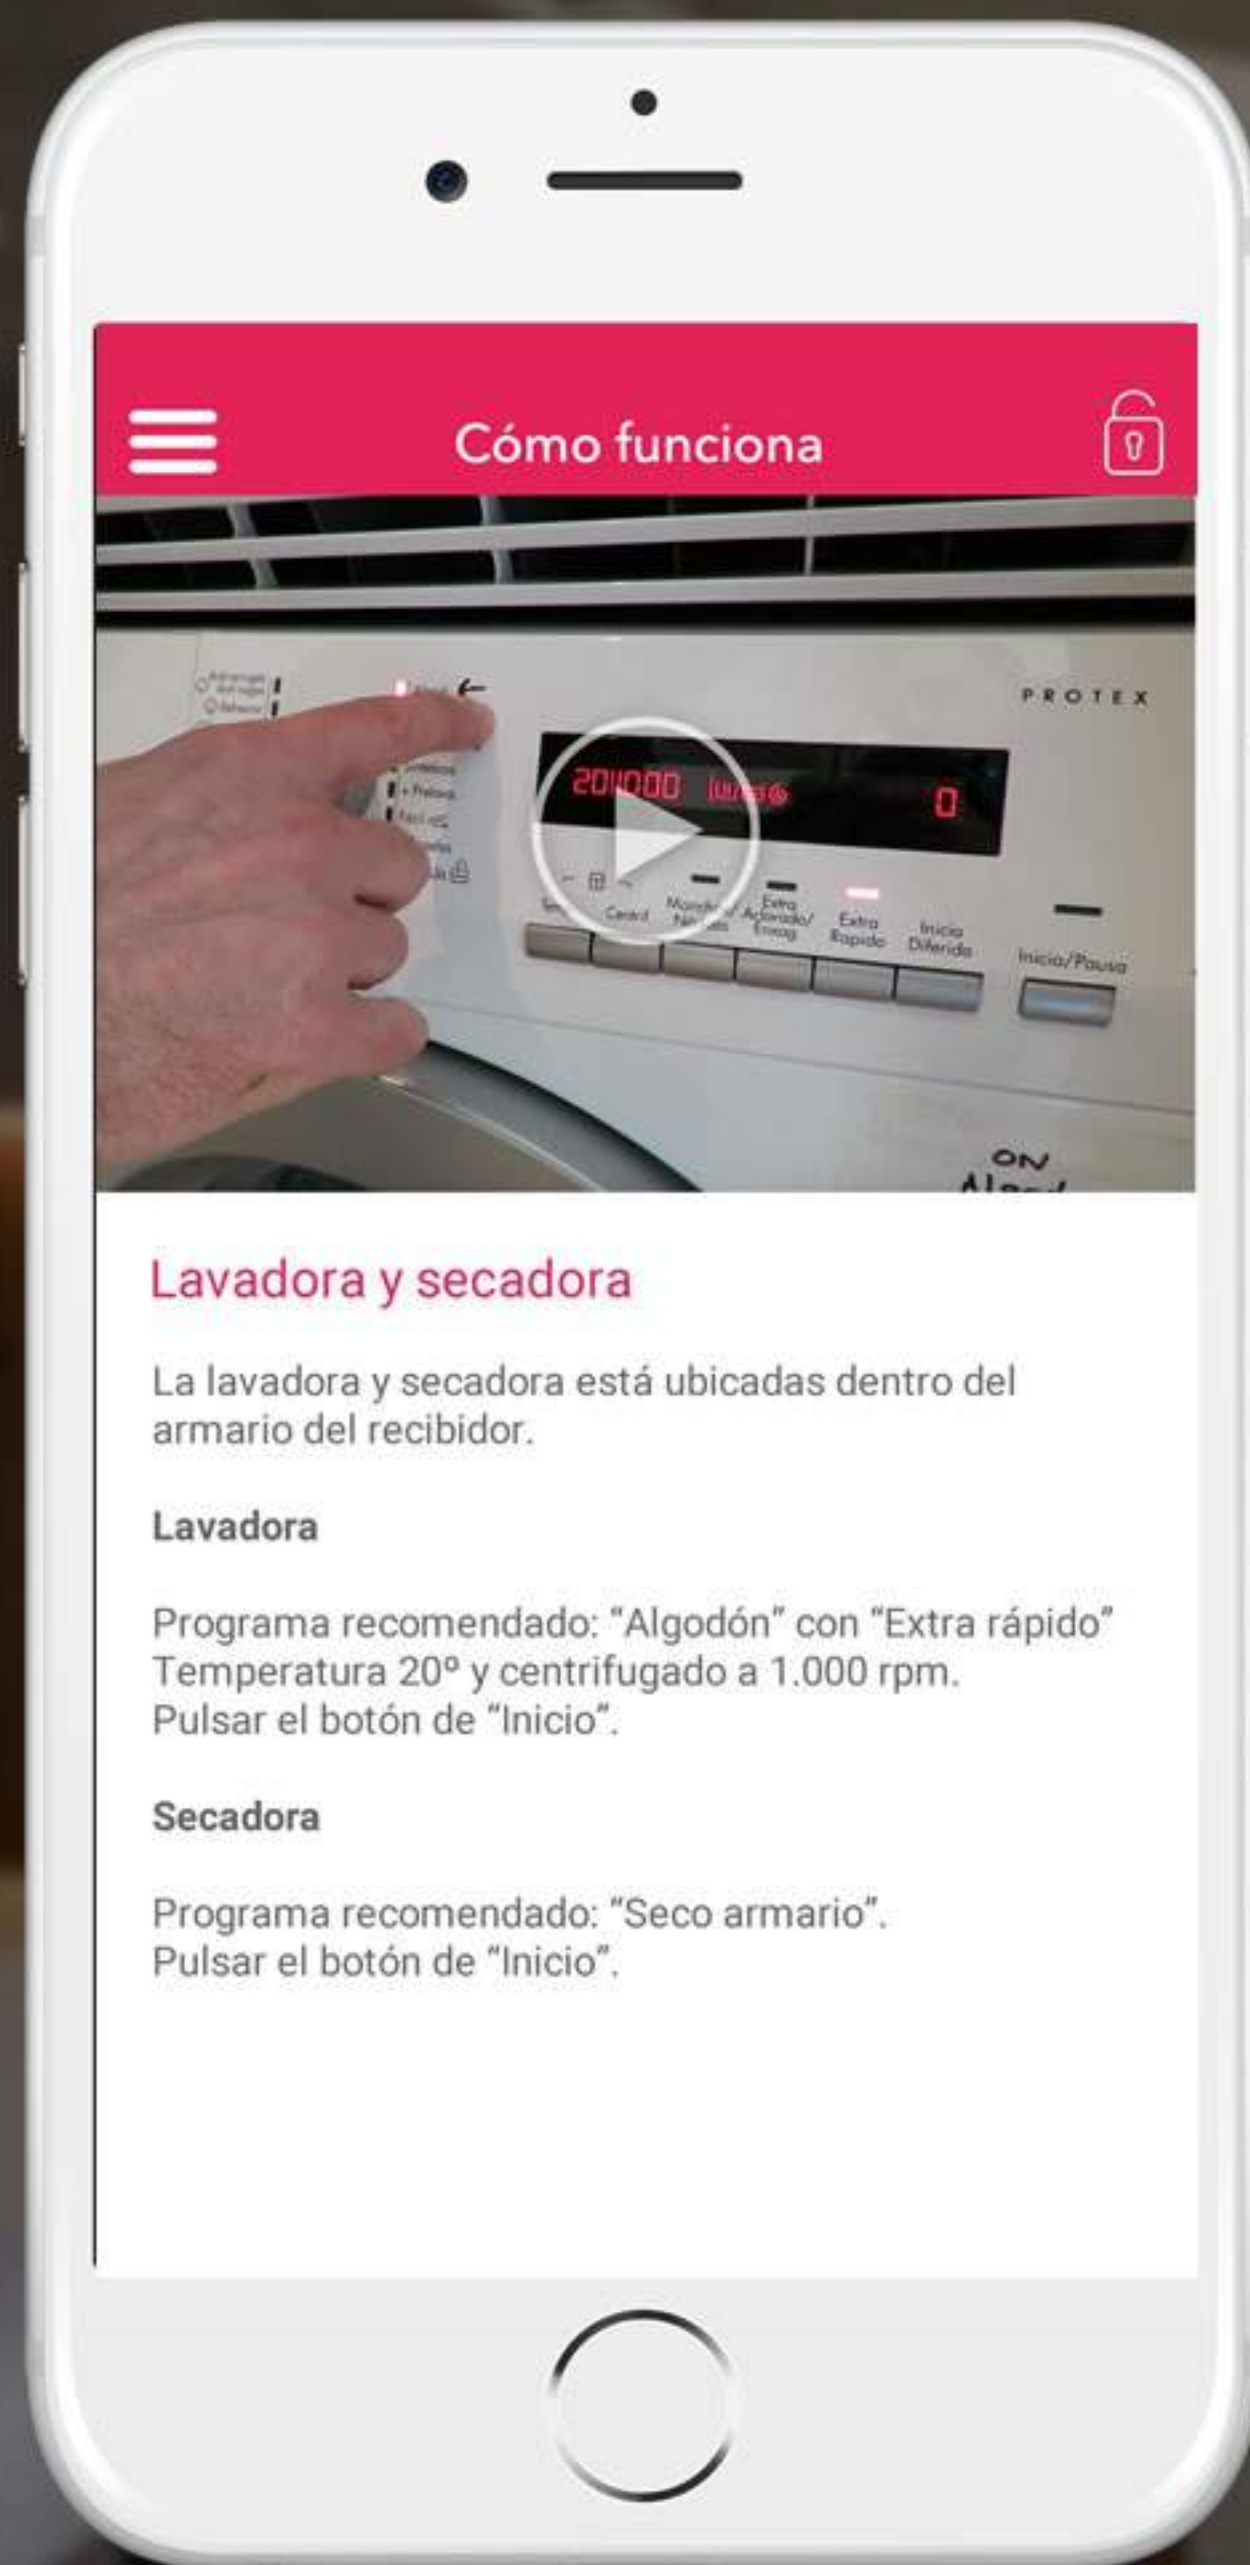 Cómo funciona
PROTEX
Extra
Rapido
Inicio
Diferido
Inicio/Pausa
ON
Lavadora y secadora
La lavadora y secadora está ubicadas dentro del
armario del recibidor.
Lavadora
Programa recomendado: “Algodón” con “Extra rápido”
Temperatura 20º y centrifugado a 1.000 rpm.
Pulsar el botón de “Inicio”.
Secadora
Programa recomendado: “Seco armario”.
Pulsar el botón de “Inicio”.